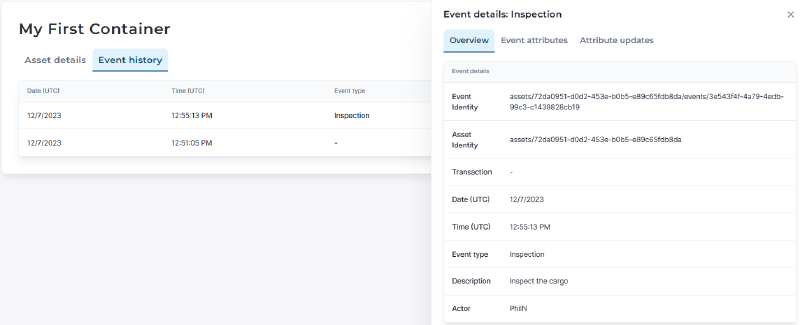 My First Container
Asset details Event history
Date (UTC) Time (UTC) Event type
12/7/2023 12:55:13 PM Inspection
12/7/2023 12:51:05 PM -
Event details: Inspection ×
Overview Event attributes Attribute updates
Event details
Event Identity assets/72da0951-d0d2-453e-b0b5-e89c65fdb8da/events/3e543f4f-4a79-4edb-
99c3-c1438828cb19
Asset Identity assets/72da0951-d0d2-453e-b0b5-e89c65fdb8da
Transaction -
Date (UTC) 12/7/2023
Time (UTC) 12:55:13 PM
Event type Inspection
Description Inspect the cargo
Actor PhilN